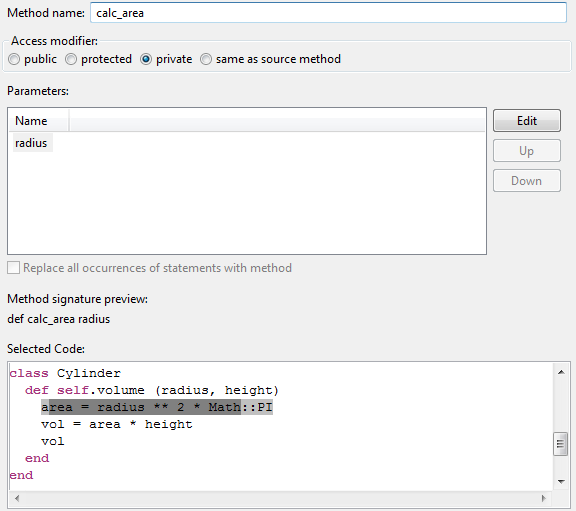 Method name: calc_area
Access modifier:
public protected private same as source method
Parameters:
Name
radius
Edit
Up
Down
Replace all occurrences of statements with method
Method signature preview:
def calc_area radius
Selected Code:
class Cylinder
  def self.volume (radius, height)
    area = radius ** 2 * Math::PI
    vol = area * height
    vol
  end
end